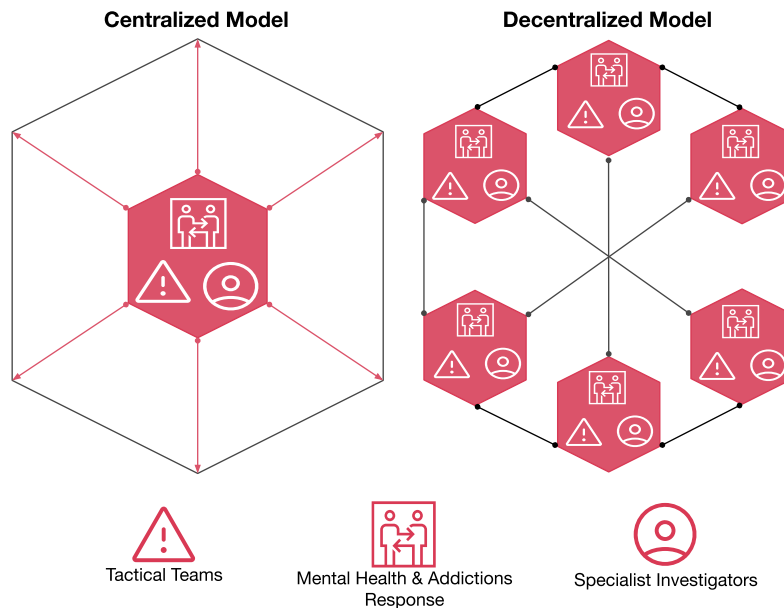 Centralized Model
Decentralized Model
Tactical Teams
Mental Health & Addictions
Response
Specialist Investigators